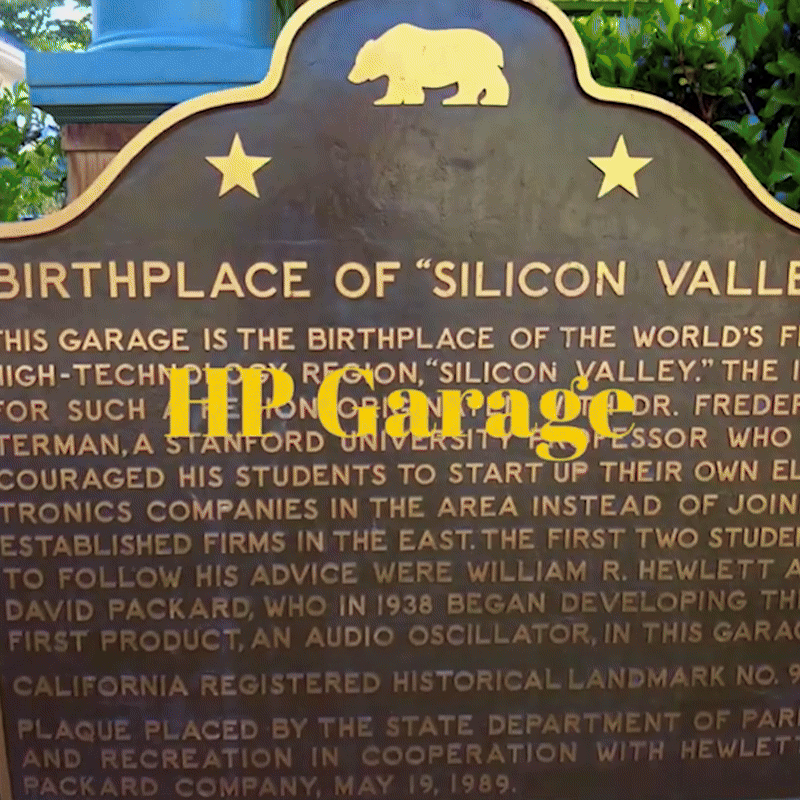 BIRTHPLACE OF “SILICON VALLE
THIS GARAGE IS THE BIRTHPLACE OF THE WORLD'S FI
HIGH-TECHNOLOGY REGION, “SILICON VALLEY.” THE I
FOR SUCH A REGION ORIGINATED WITH DR. FREDER
HP Garage
TERMAN, A STANFORD UNIVERSITY PROFESSOR WHO
COURAGED HIS STUDENTS TO START UP THEIR OWN EL
TRONICS COMPANIES IN THE AREA INSTEAD OF JOIN
ESTABLISHED FIRMS IN THE EAST. THE FIRST TWO STUDE
TO FOLLOW HIS ADVICE WERE WILLIAM R. HEWLETT A
DAVID PACKARD, WHO IN 1938 BEGAN DEVELOPING THE
FIRST PRODUCT, AN AUDIO OSCILLATOR, IN THIS GARAG
CALIFORNIA REGISTERED HISTORICAL LANDMARK NO. 9
PLAQUE PLACED BY THE STATE DEPARTMENT OF PAR
AND RECREATION IN COOPERATION WITH HEWLETT
PACKARD COMPANY, MAY 19, 1989.